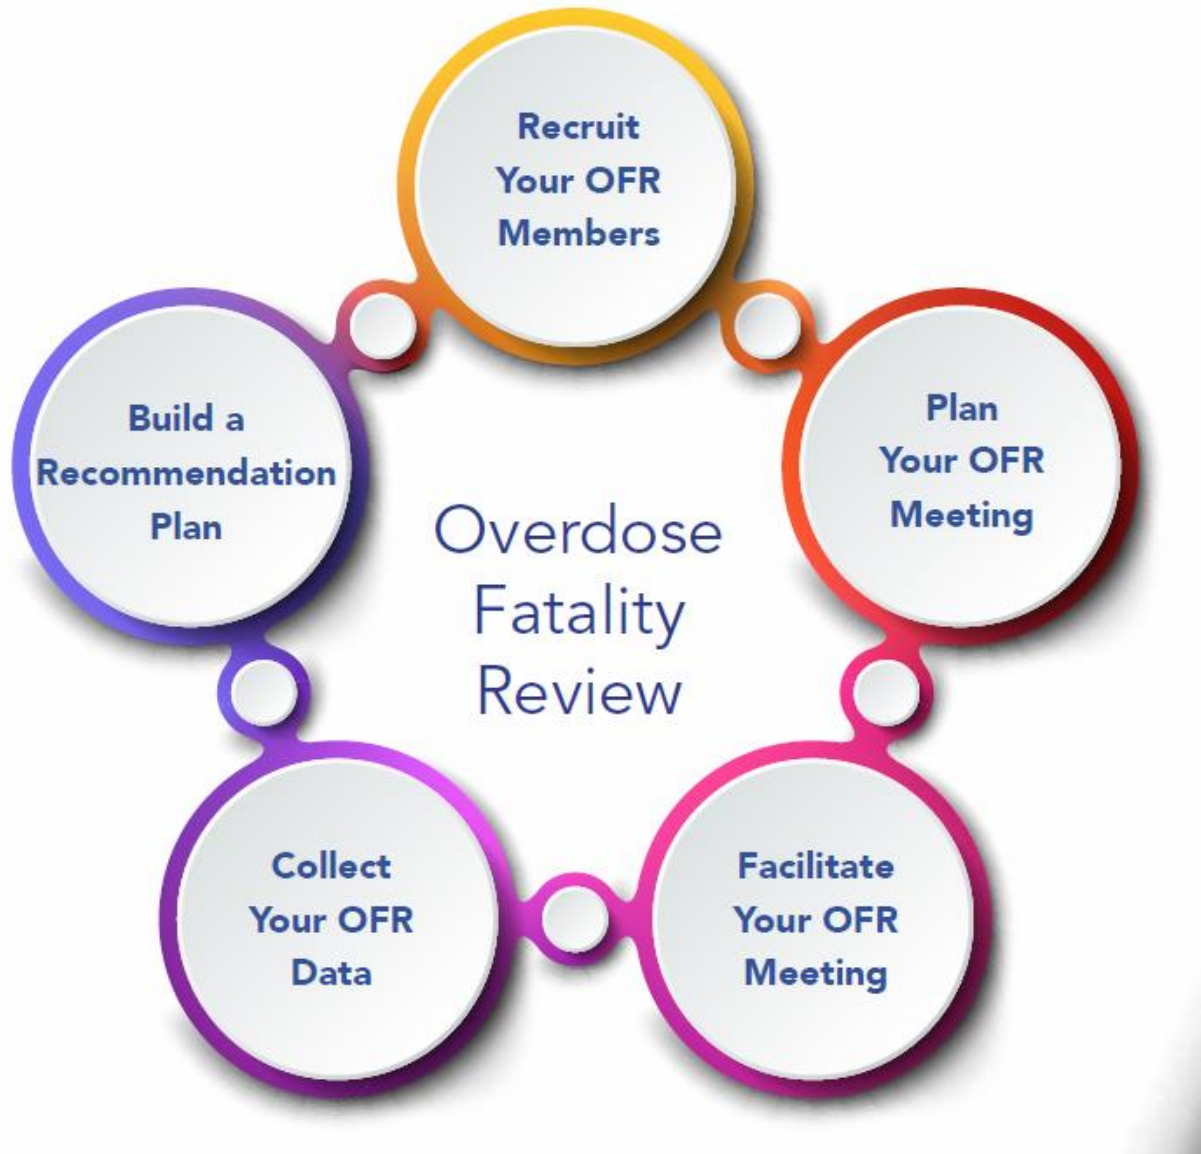 Recruit
Your OFR
Members
Plan
Your OFR
Meeting
Facilitate
Your OFR
Meeting
Collect
Your OFR
Data
Build a
Recommendation
Plan
Overdose
Fatality
Review